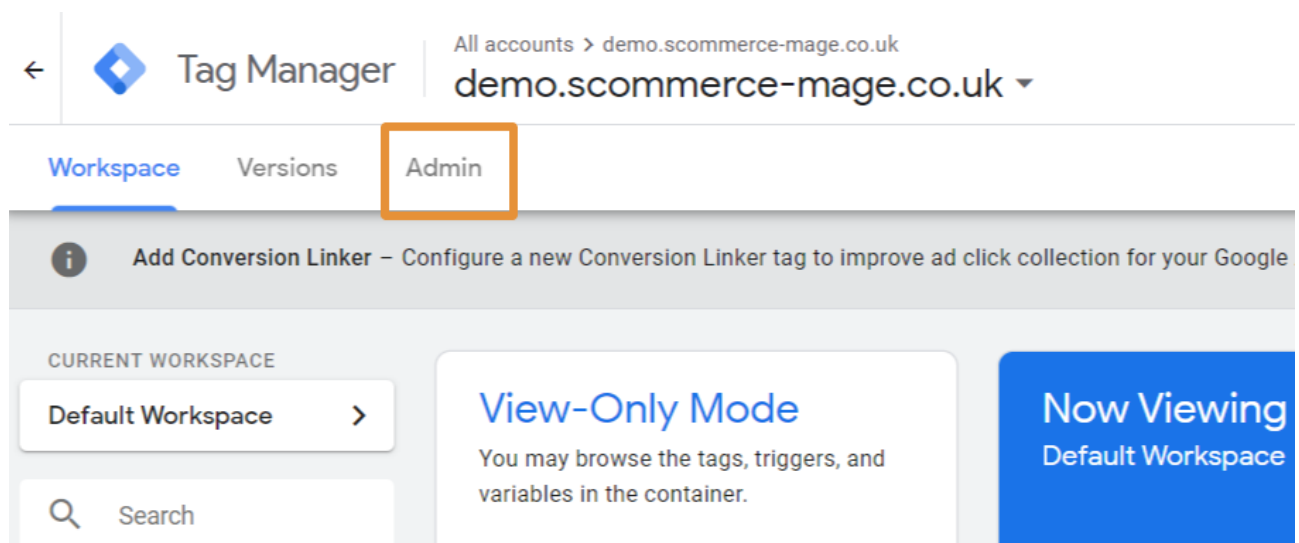 Tag Manager
All accounts > demo.scommerce-mage.co.uk
demo.scommerce-mage.co.uk
Workspace Versions Admin
Add Conversion Linker – Configure a new Conversion Linker tag to improve ad click collection for your Google
CURRENT WORKSPACE
Default Workspace
Search
View-Only Mode
You may browse the tags, triggers, and
variables in the container.
Now Viewing
Default Workspace